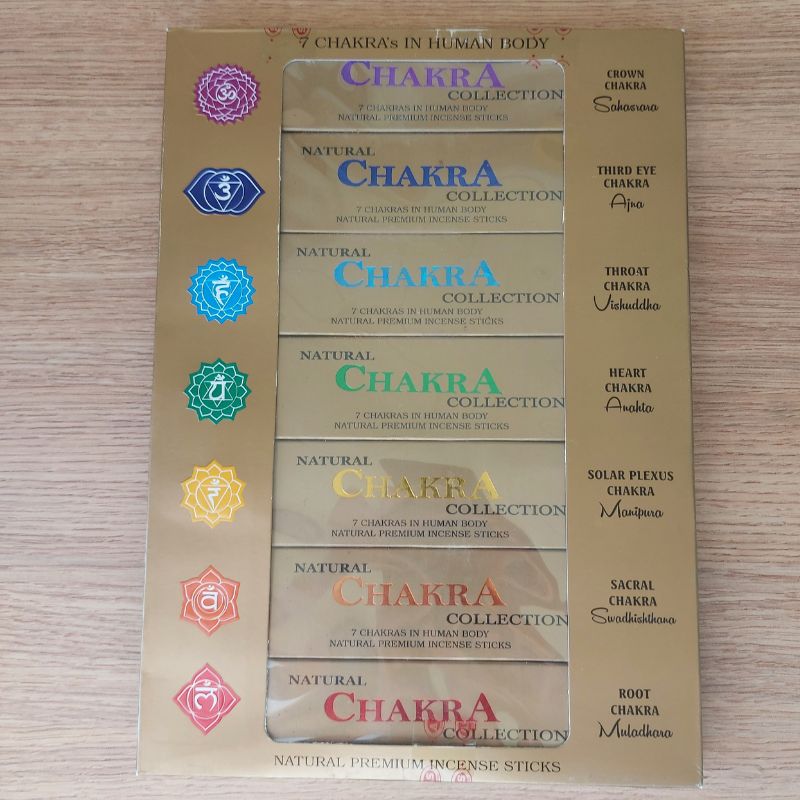 7 CHAKRA's IN HUMAN BODY
CHAKRA
COLLECTION
7 CHAKRAS IN HUMAN BODY
NATURAL PREMIUM INCENSE STICKS
NATURAL
CHAKRA
COLLECTION
7 CHAKRAS IN HUMAN BODY
NATURAL PREMIUM INCENSE STICKS
NATURAL
CHAKRA
COLLECTION
7 CHAKRAS IN HUMAN BODY
NATURAL PREMIUM INCENSE STICKS
NATURAL
CHAKRA
COLLECTION
7 CHAKRAS IN HUMAN BODY
NATURAL PREMIUM INCENSE STICKS
NATURAL
CHAKRA
COLLECTION
7 CHAKRAS IN HUMAN BODY
NATURAL PREMIUM INCENSE STICKS
NATURAL
CHAKRA
COLLECTION
7 CHAKRAS IN HUMAN BODY
NATURAL PREMIUM INCENSE STICKS
NATURAL
CHAKRA
COLLECTION
CROWN
CHAKRA
Sahasrara
THIRD EYE
CHAKRA
Ajna
THROAT
CHAKRA
Vishuddha
HEART
CHAKRA
Anahta
SOLAR PLEXUS
CHAKRA
Manipura
SACRAL
CHAKRA
Swadhishthana
ROOT
CHAKRA
Muladhara
ॐ
NATURAL PREMIUM INCENSE STICKS